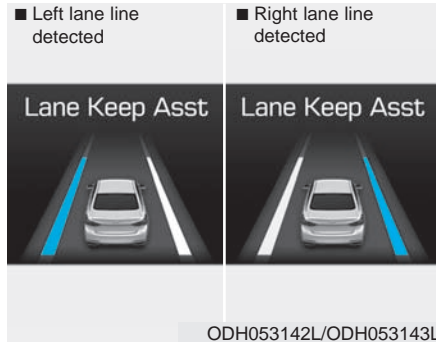 ■ Left lane line
detected
■ Right lane line
detected
Lane Keep Asst
Lane Keep Asst
ODH053142L/ODH053143L